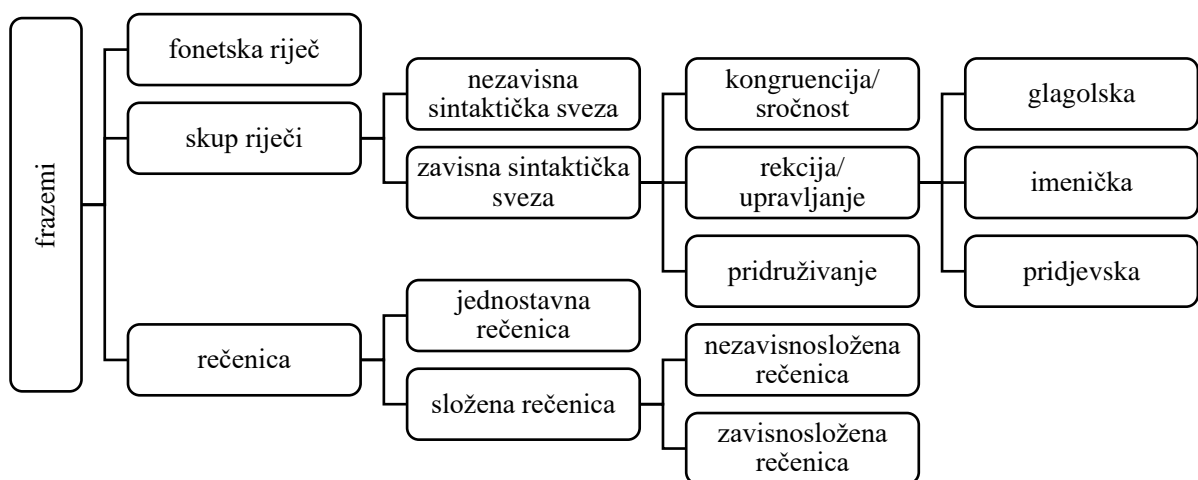 frazemi
fonetska riječ
skup riječi
nezavisna
sintaktička sveza
zavisna sintaktička
sveza
kongruencija/
sročnost
rekcija/
upravljanje
glagolska
imenička
pridjevska
pridruživanje
rečenica
jednostavna
rečenica
složena rečenica
nezavisnosložena
rečenica
zavisnosložena
rečenica